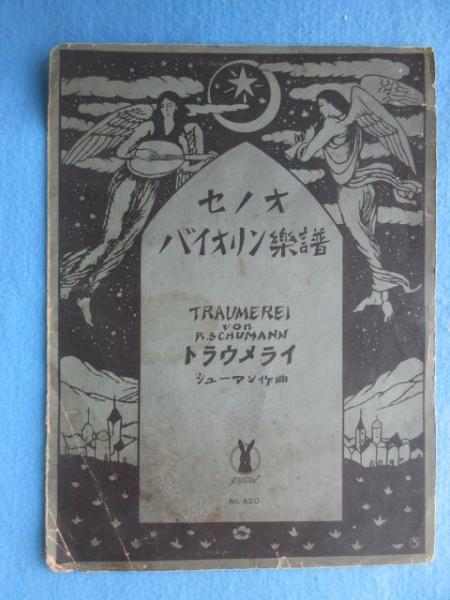 セノオ
バイオリン樂譜
TRAUMEREI
von
R.SCHUMANN
トラウメライ
シューマン作曲
No. 520